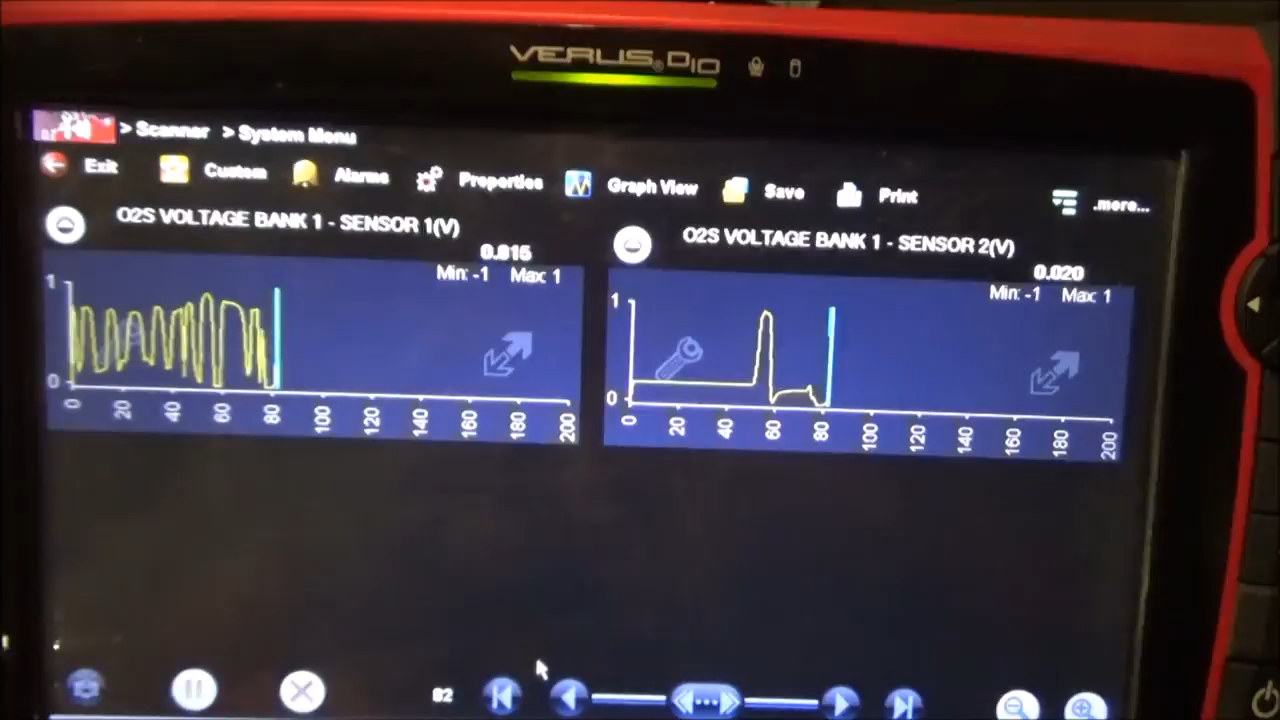 VERUS® D10
> Scanner > System Menu
Exit Custom Alarms Properties Graph View Save Print .more...
O2S VOLTAGE BANK 1 - SENSOR 1(V)
0.815
Min: -1 Max: 1
1
0
0 20 40 60 80 100 120 140 160 180 200
O2S VOLTAGE BANK 1 - SENSOR 2(V)
0.020
Min: -1 Max: 1
1
0
0 20 40 60 80 100 120 140 160 180 200
82